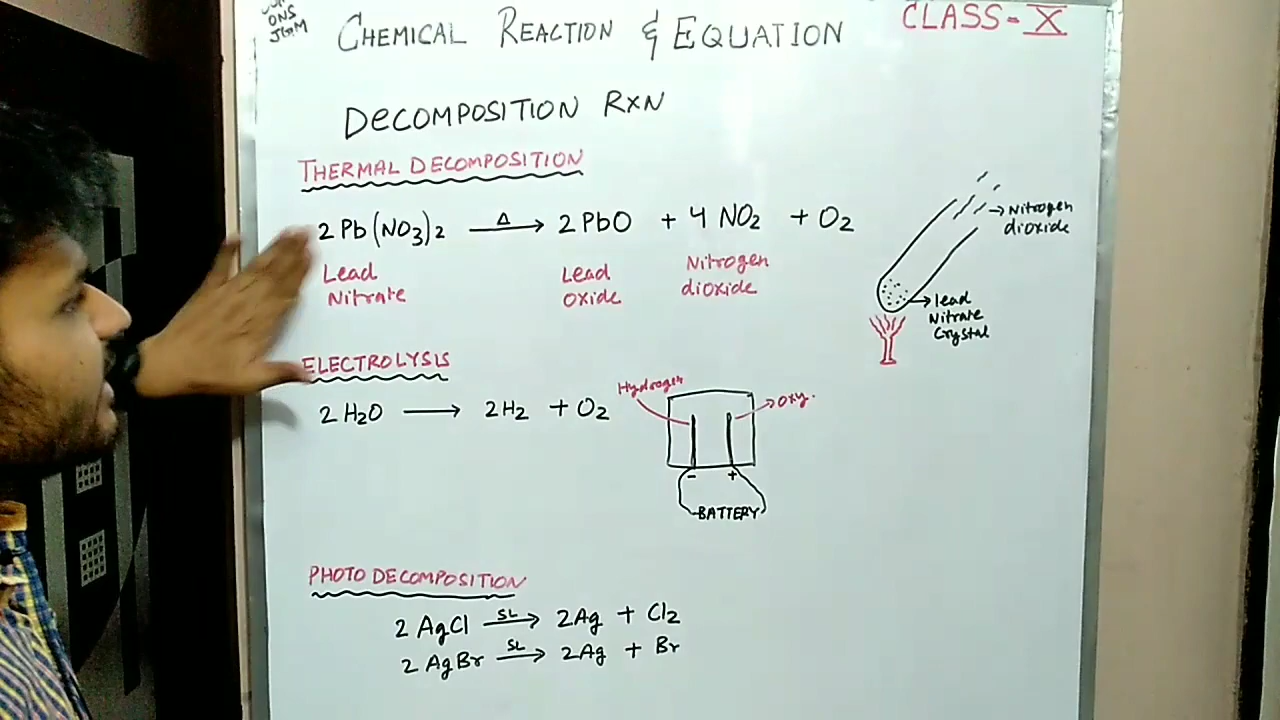 ONS
CHEMICAL REACTION & EQUATION
CLASS-X
DECOMPOSITION RXN
THERMAL DECOMPOSITION
2 Pb(NO3)2 —Δ→ 2 PbO + 4 NO2 + O2
Lead
Nitrate
Lead
Oxide
Nitrogen
dioxide
→Nitrogen
dioxide
→lead
Nitrate
Crystal
ELECTROLYSIS
2 H2O → 2H2 + O2
Hydrogen
oxy.
- +
BATTERY
PHOTO DECOMPOSITION
2 AgCl —SL→ 2Ag + Cl2
2 AgBr —SL→ 2Ag + Br